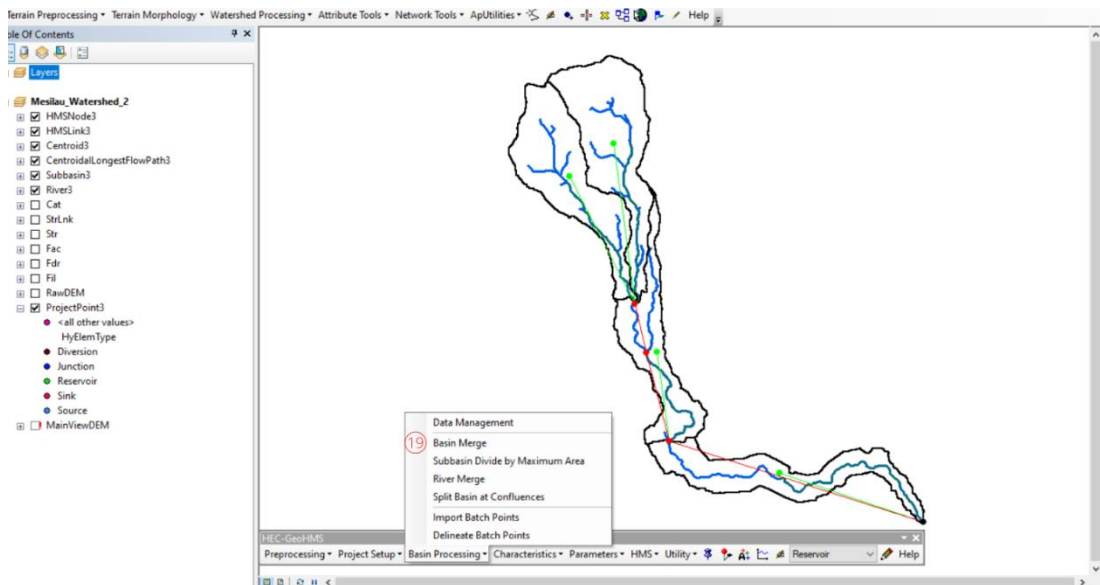 Terrain Preprocessing Terrain Morphology Watershed Processing Attribute Tools Network Tools ApUtilities Help
ble Of Contents
Layers
Mesilau_Watershed_2
HMSNode3
HMSLink3
Centroid3
CentroidalLongestFlowPath3
Subbasin3
River3
Cat
StrLnk
Str
Fac
Fdr
Fil
RawDEM
ProjectPoint3
<all other values>
HyElemType
Diversion
Junction
Reservoir
Sink
Source
MainViewDEM
Data Management
19 Basin Merge
Subbasin Divide by Maximum Area
River Merge
Split Basin at Confluences
Import Batch Points
Delineate Batch Points
HEC-GeoHMS
Preprocessing Project Setup Basin Processing Characteristics Parameters HMS Utility Reservoir Help